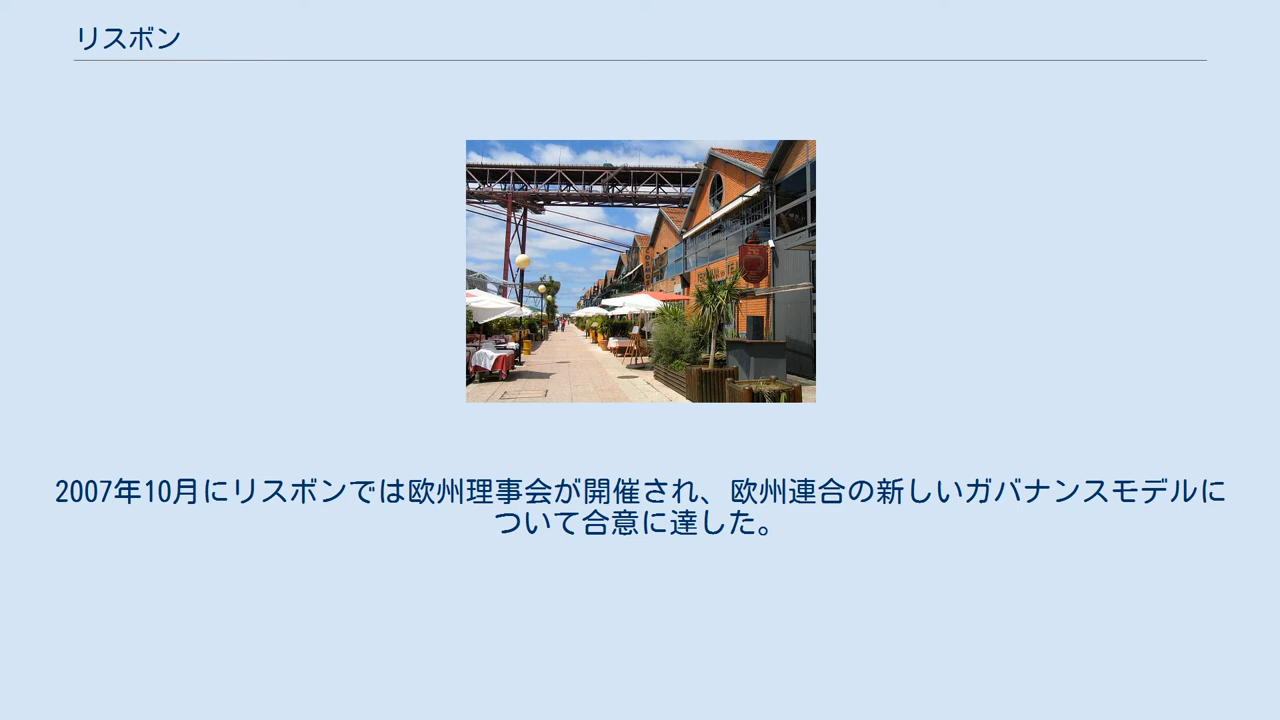 リスボン
2007年10月にリスボンでは欧州理事会が開催され、欧州連合の新しいガバナンスモデルに
ついて合意に達した。